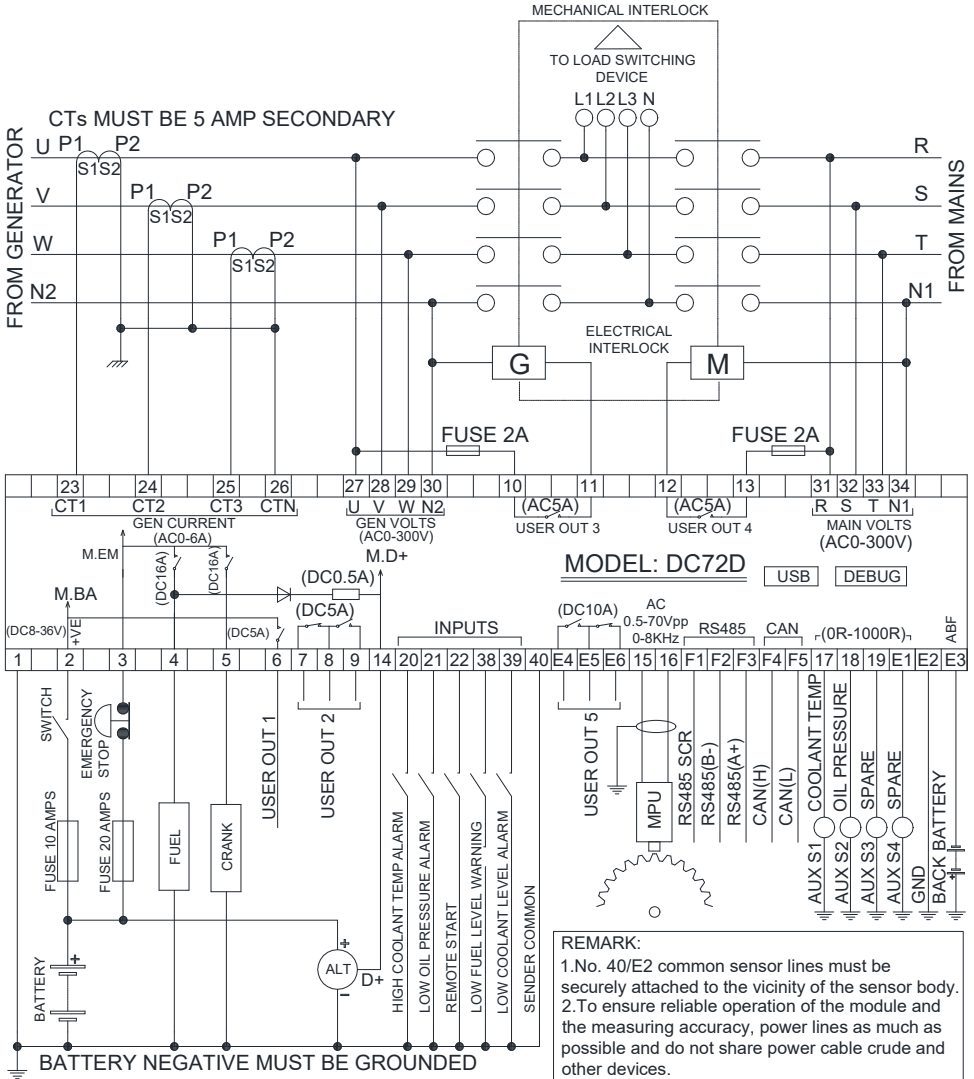 MECHANICAL INTERLOCK
TO LOAD SWITCHING
DEVICE
L1 L2 L3 N
CTs MUST BE 5 AMP SECONDARY
FROM GENERATOR
U P1 P2
S1S2
V P1 P2
S1S2
W P1 P2
S1S2
N2
R
S
T
N1
FROM MAINS
ELECTRICAL
INTERLOCK
G
M
FUSE 2A
FUSE 2A
23 24 25 26 27 28 29 30 10 11 12 13 31 32 33 34
CT1 CT2 CT3 CTN U V W N2 (AC5A) (AC5A) R S T N1
GEN CURRENT
(AC0-6A)
GEN VOLTS
(AC0-300V)
USER OUT 3
USER OUT 4
MAIN VOLTS
(AC0-300V)
M.EM
(DC16A)
(DC16A)
M.D+
(DC0.5A)
MODEL: DC72D
USB
DEBUG
M.BA
(DC8-36V)
+VE
(DC5A)
(DC5A)
INPUTS
(DC10A)
AC
0.5-70Vpp
0-8KHz
RS485
CAN
(0R-1000R)
ABF
1 2 3 4 5 6 7 8 9 14 20 21 22 38 39 40 E4 E5 E6 15 16 F1 F2 F3 F4 F5 17 18 19 E1 E2 E3
SWITCH
EMERGENCY
STOP
FUSE 10 AMPS
FUSE 20 AMPS
FUEL
CRANK
USER OUT 1
USER OUT 2
HIGH COOLANT TEMP ALARM
LOW OIL PRESSURE ALARM
REMOTE START
LOW FUEL LEVEL WARNING
LOW COOLANT LEVEL ALARM
SENDER COMMON
USER OUT 5
MPU
RS485 SCR
RS485(B-)
RS485(A+)
CAN(H)
CAN(L)
AUX S1 COOLANT TEMP
AUX S2 OIL PRESSURE
AUX S3 SPARE
AUX S4 SPARE
GND
BACK BATTERY
+
BATTERY
+
+
ALT
D+
−
BATTERY NEGATIVE MUST BE GROUNDED
REMARK:
1.No. 40/E2 common sensor lines must be
securely attached to the vicinity of the sensor body.
2.To ensure reliable operation of the module and
the measuring accuracy, power lines as much as
possible and do not share power cable crude and
other devices.